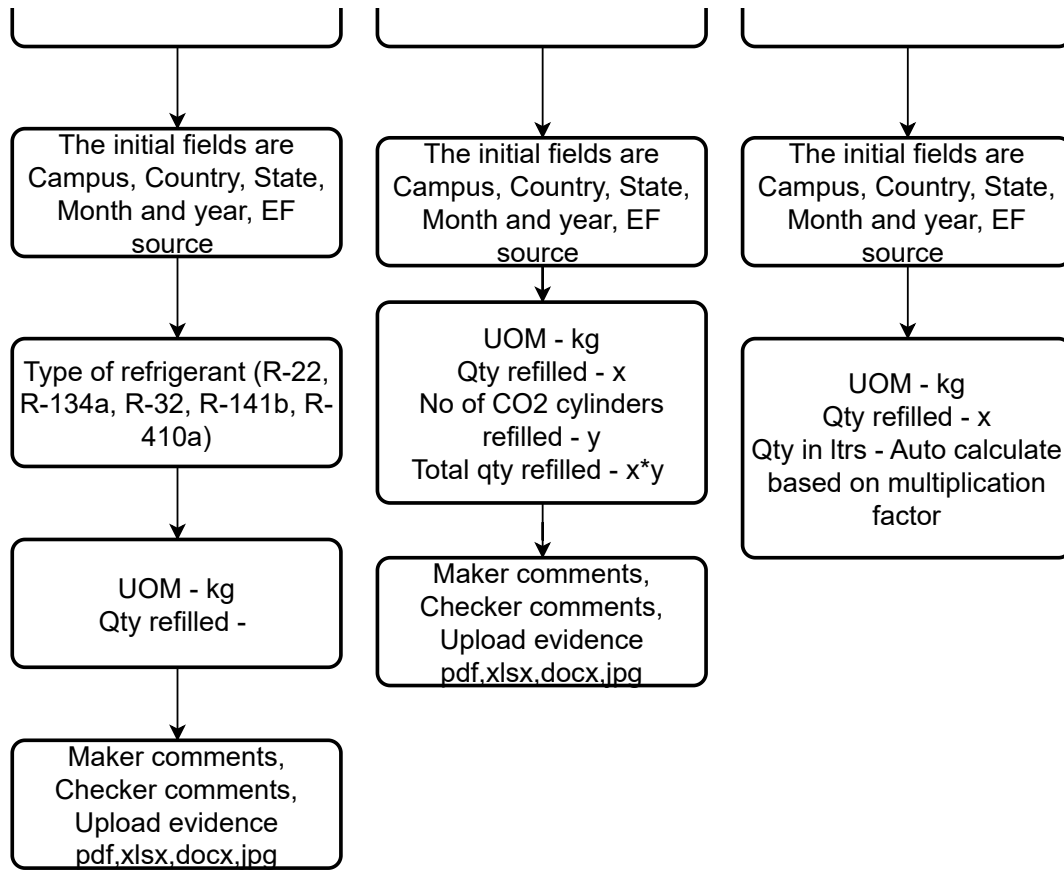 The initial fields are
Campus, Country, State,
Month and year, EF
source
Type of refrigerant (R-22,
R-134a, R-32, R-141b, R-
410a)
UOM - kg
Qty refilled -
Maker comments,
Checker comments,
Upload evidence
pdf,xlsx,docx,jpg
The initial fields are
Campus, Country, State,
Month and year, EF
source
UOM - kg
Qty refilled - x
No of CO2 cylinders
refilled - y
Total qty refilled - x*y
Maker comments,
Checker comments,
Upload evidence
pdf,xlsx,docx,jpg
The initial fields are
Campus, Country, State,
Month and year, EF
source
UOM - kg
Qty refilled - x
Qty in ltrs - Auto calculate
based on multiplication
factor